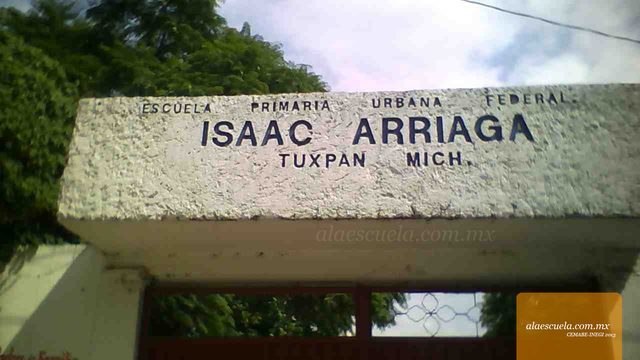 ESCUELA PRIMARIA URBANA FEDERAL.
ISAAC ARRIAGA
TUXPAN MICH.
alaescuela.com.mx
alaescuela.com.mx
CEMABE-INEGI 2013